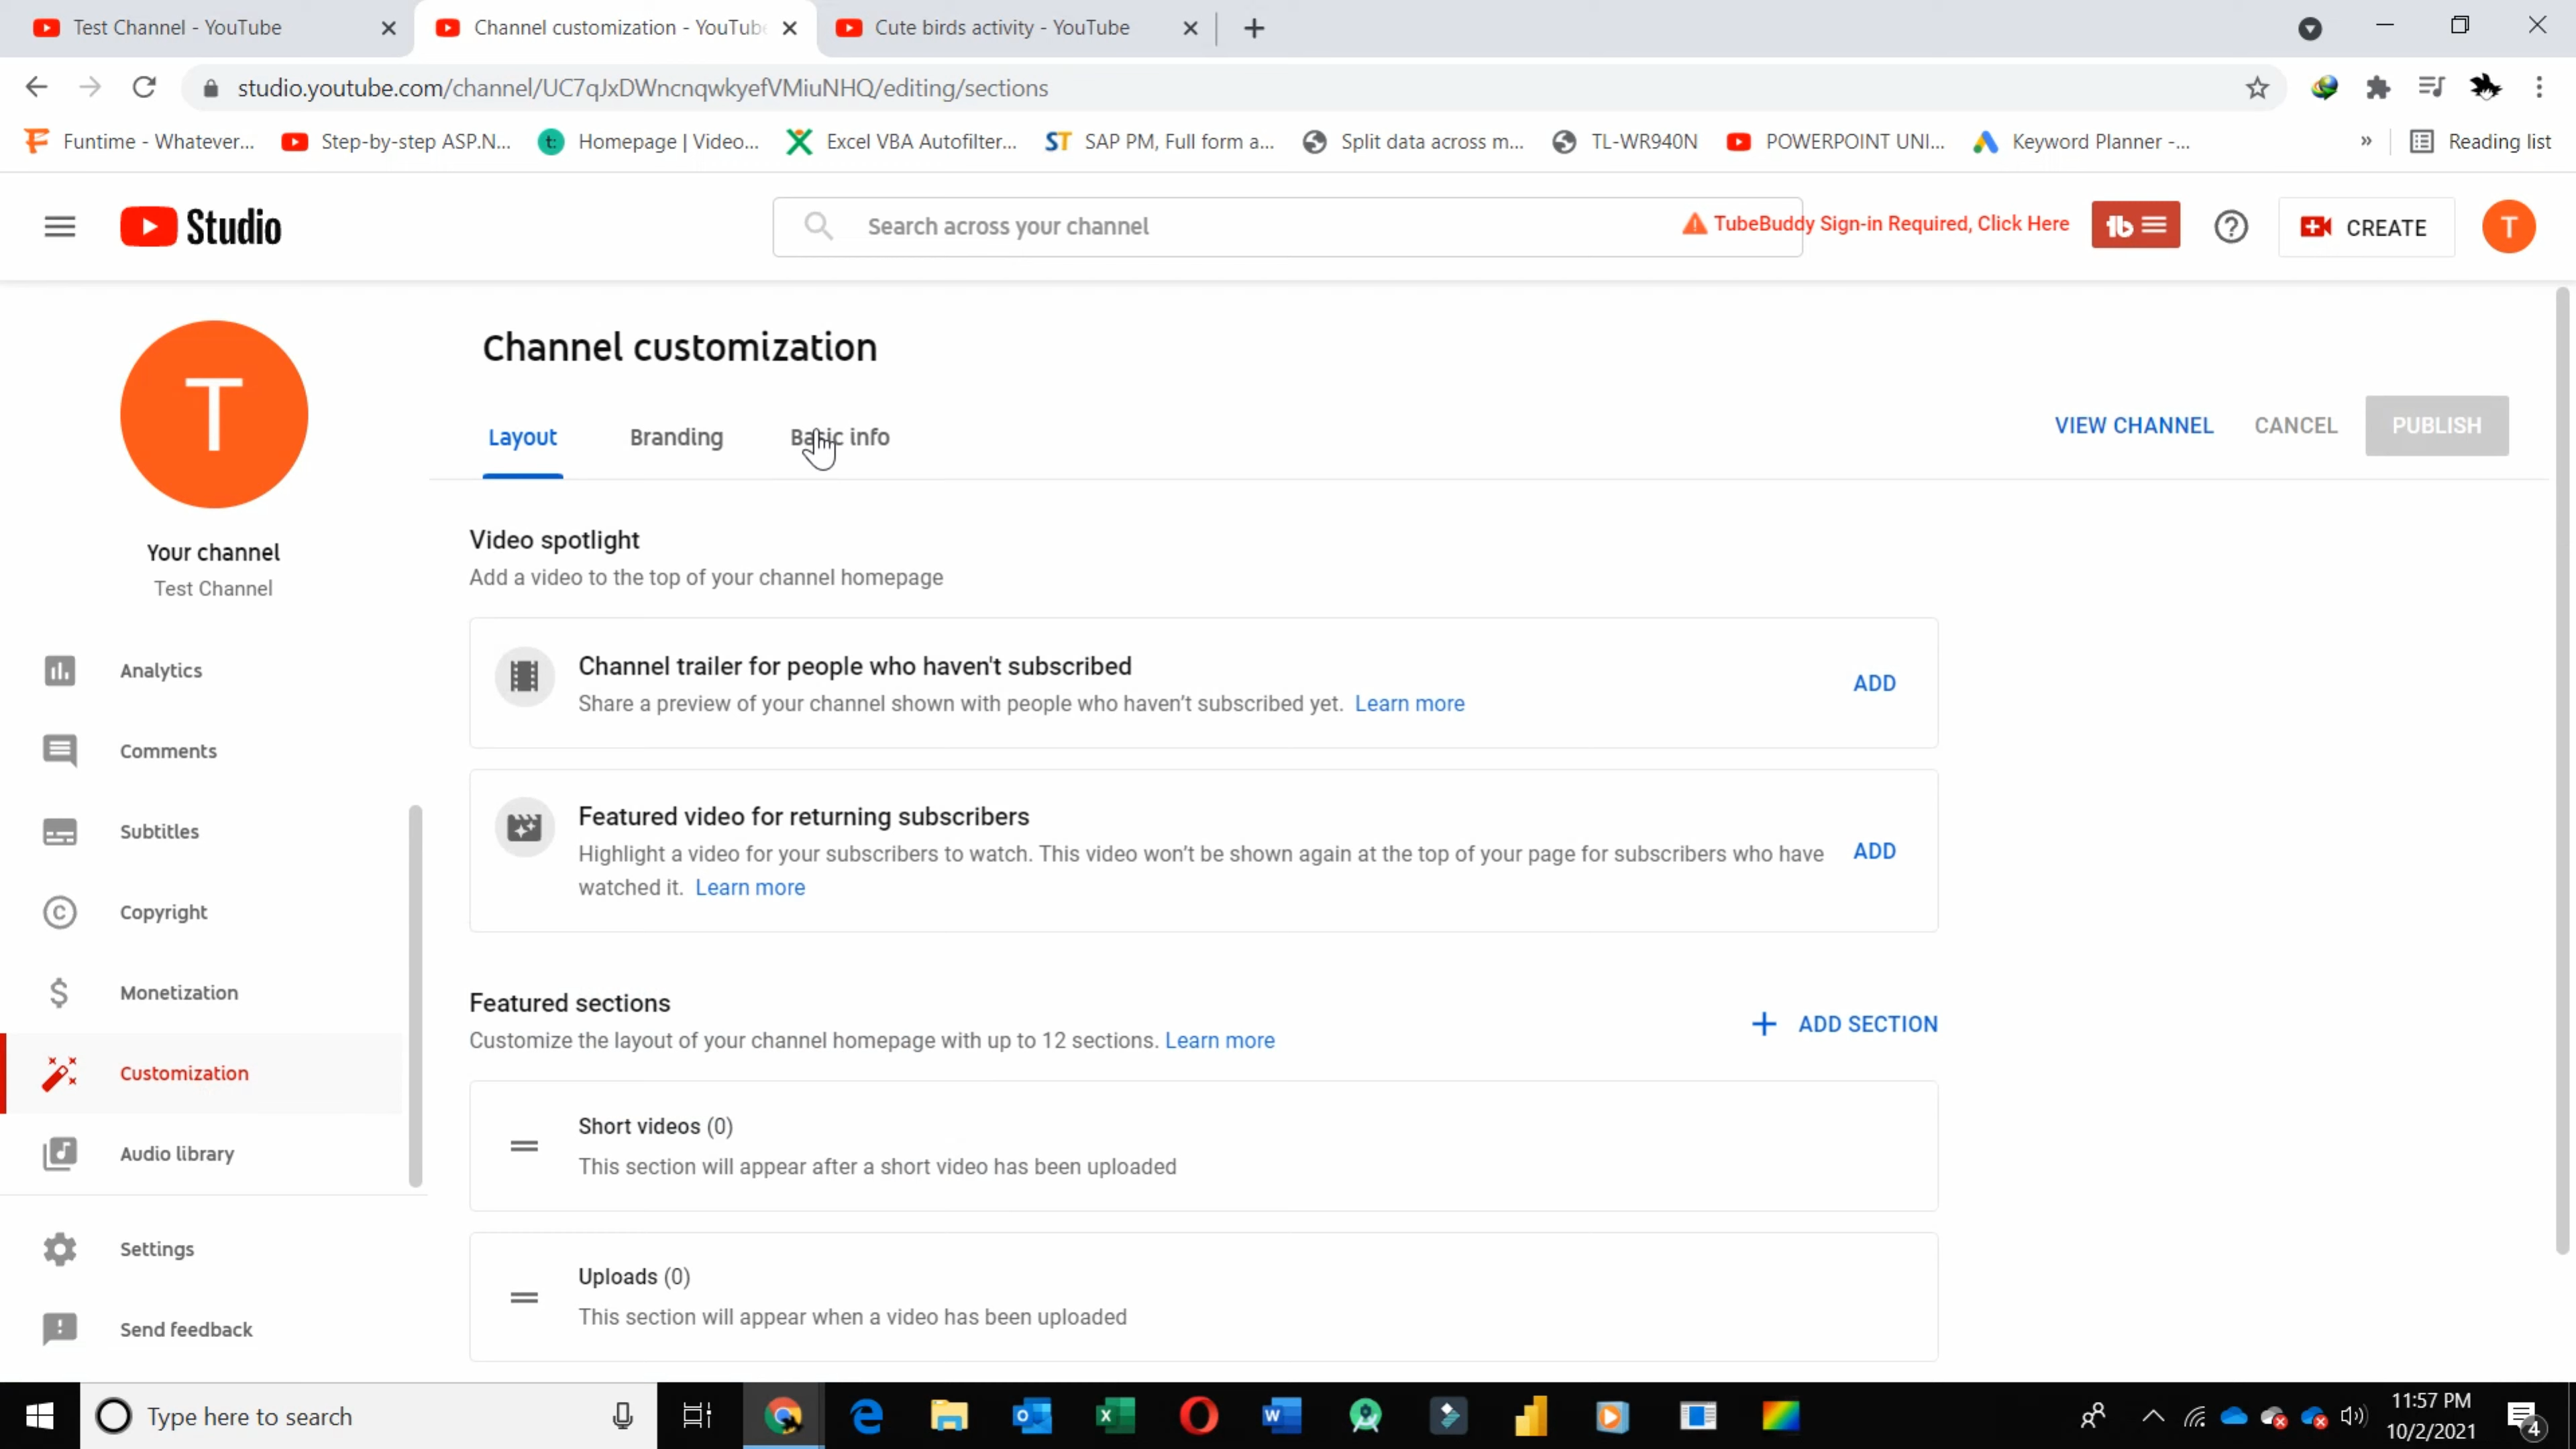 Test Channel - YouTube
Channel customization - YouTube
Cute birds activity - YouTube
studio.youtube.com/channel/UC7qJxDWncnqwkyefVMiuNHQ/editing/sections
Funtime - Whatever...
Step-by-step ASP.N...
t:
Homepage | Video...
Excel VBA Autofilter...
ST
SAP PM, Full form a...
Split data across m...
TL-WR940N
POWERPOINT UNI...
Keyword Planner -...
»
Reading list
Studio
Search across your channel
TubeBuddy Sign-in Required, Click Here
tb
CREATE
T
T
Your channel
Test Channel
Analytics
Comments
Subtitles
Copyright
Monetization
Customization
Audio library
Settings
Send feedback
Channel customization
Layout
Branding
Basic info
VIEW CHANNEL
CANCEL
PUBLISH
Video spotlight
Add a video to the top of your channel homepage
Channel trailer for people who haven't subscribed
Share a preview of your channel shown with people who haven't subscribed yet. Learn more
ADD
Featured video for returning subscribers
Highlight a video for your subscribers to watch. This video won't be shown again at the top of your page for subscribers who have
watched it. Learn more
ADD
Featured sections
Customize the layout of your channel homepage with up to 12 sections. Learn more
ADD SECTION
Short videos (0)
This section will appear after a short video has been uploaded
Uploads (0)
This section will appear when a video has been uploaded
Type here to search
11:57 PM
10/2/2021
4